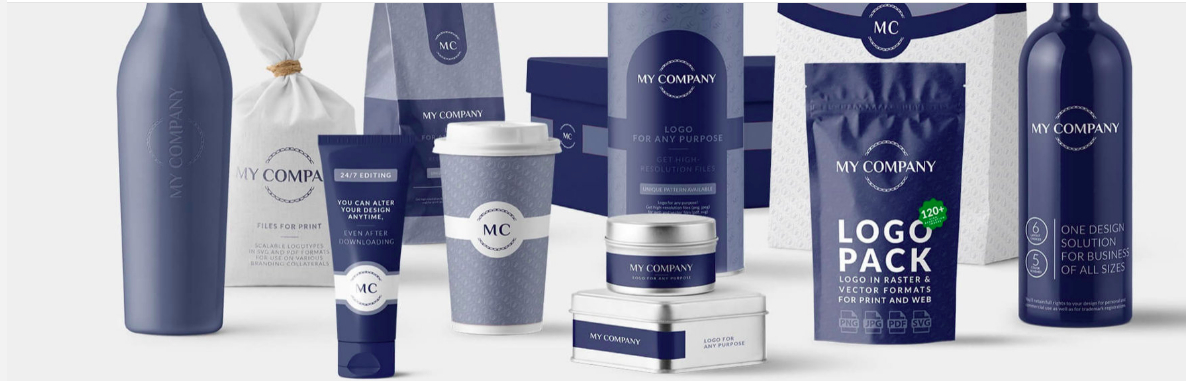 MY COMPANY
MY COMPA
FILES FOR PRINT
SCALABLE LOGOTYPES
IN SVG AND PDF FORMATS
FOR USE ON VARIOUS
BRANDING COLLATERALS
24/7 EDITING
YOU CAN ALTER
YOUR DESIGN
ANYTIME,
EVEN AFTER
DOWNLOADING
MC
MC
MY COMPANY
MC
MC
MY COMPANY
LOGO
FOR ANY PURPOSE
GET HIGH
RESOLUTION FILES
UNIQUE PATTERN AVAILABLE
MY COMPANY
LOGO FOR ANY PURPOSE
MY COMPANY
LOGO FOR
ANY PURPOSE
MC
MY COMPANY
120+
LOGO
PACK
LOGO IN RASTER &
VECTOR FORMATS
FOR PRINT AND WEB
PNG JPG PDF SVG
MY COMPANY
6
5
ONE DESIGN
SOLUTION
FOR BUSINESS
OF ALL SIZES